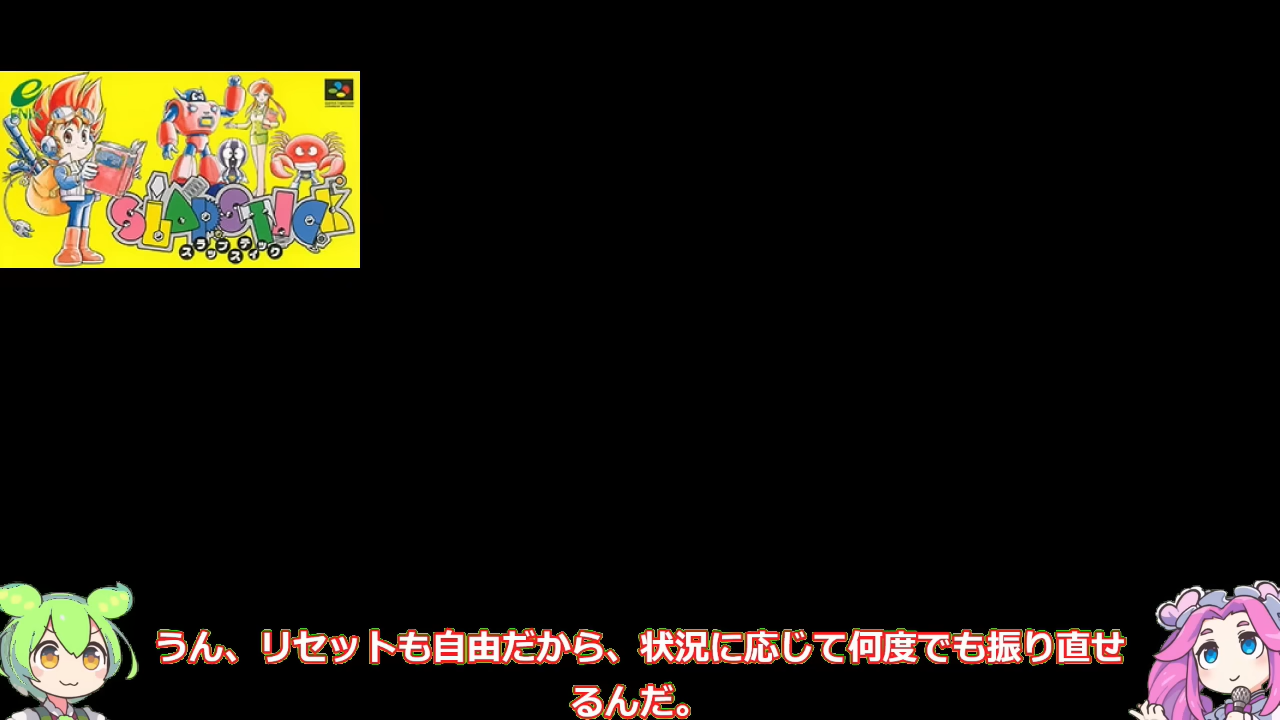 ENIX
SLAPSTICK
スラップスティック
うん、リセットも自由だから、状況に応じて何度でも振り直せ
るんだ。